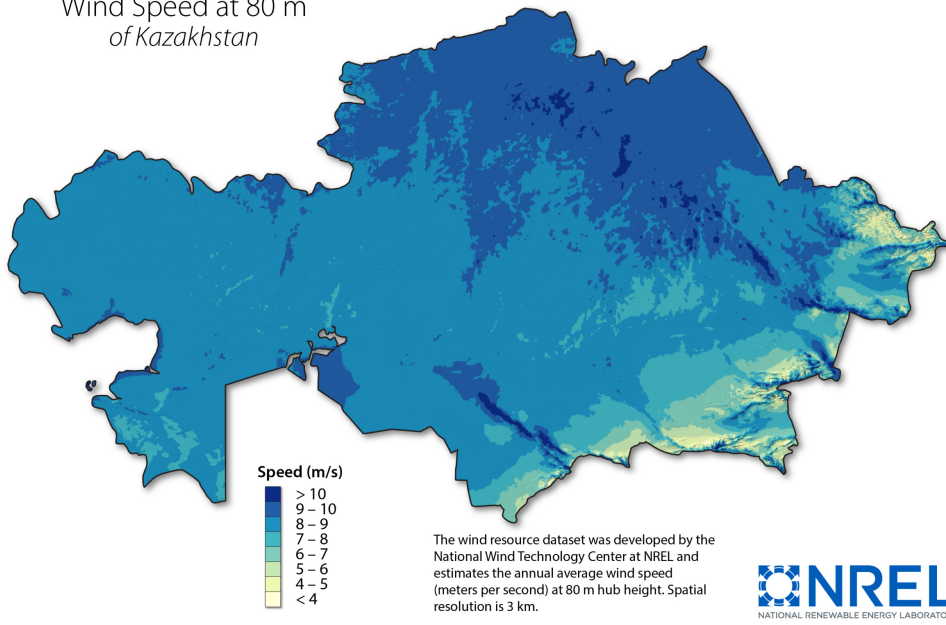 Wind Speed at 80 m
of Kazakhstan
Speed (m/s)
> 10
9 – 10
8 – 9
7 – 8
6 – 7
5 – 6
4 – 5
< 4
The wind resource dataset was developed by the
National Wind Technology Center at NREL and
estimates the annual average wind speed
(meters per second) at 80 m hub height. Spatial
resolution is 3 km.
NREL
NATIONAL RENEWABLE ENERGY LABORATO